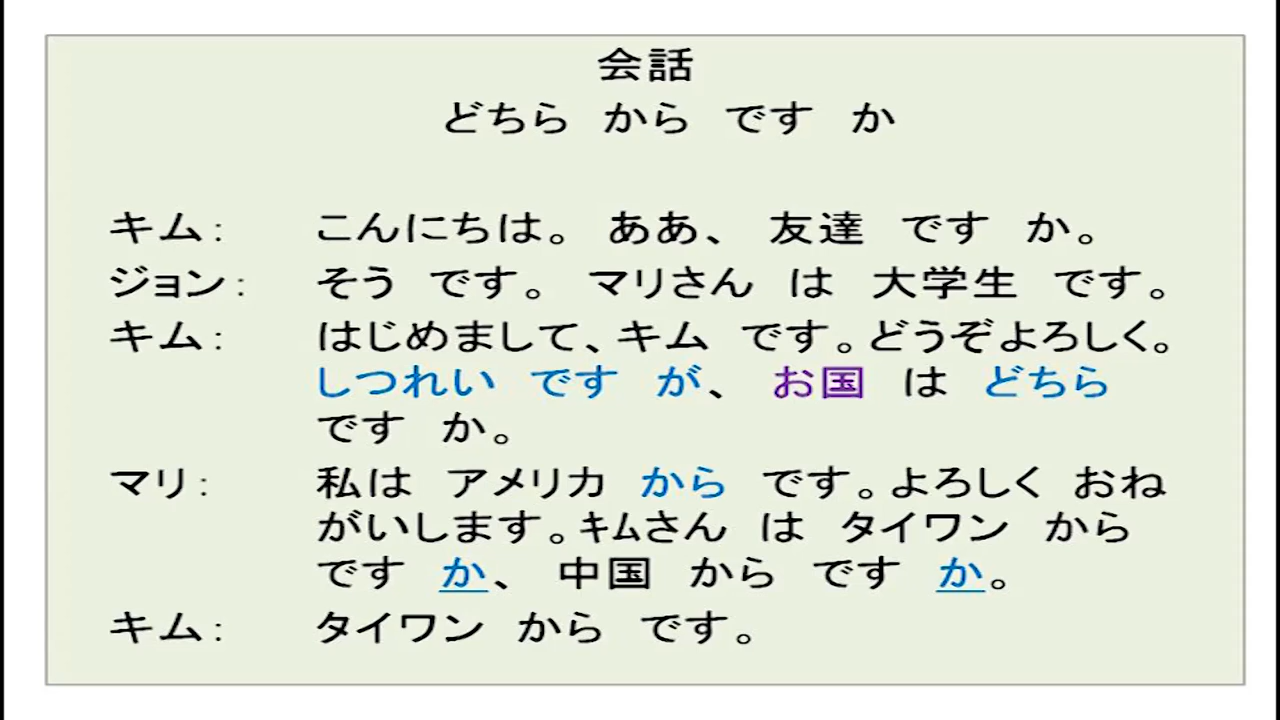 会話
どちら から です か
キム： こんにちは。 ああ、 友達 です か。
ジョン： そう です。 マリさん は 大学生 です。
キム： はじめまして、キム です。どうぞよろしく。
しつれい です が、 お国 は どちら
です か。
マリ： 私は アメリカ から です。よろしく おね
がいします。ｷﾑさん は タイワン から
です か、 中国 から です か。
キム： タイワン から です。